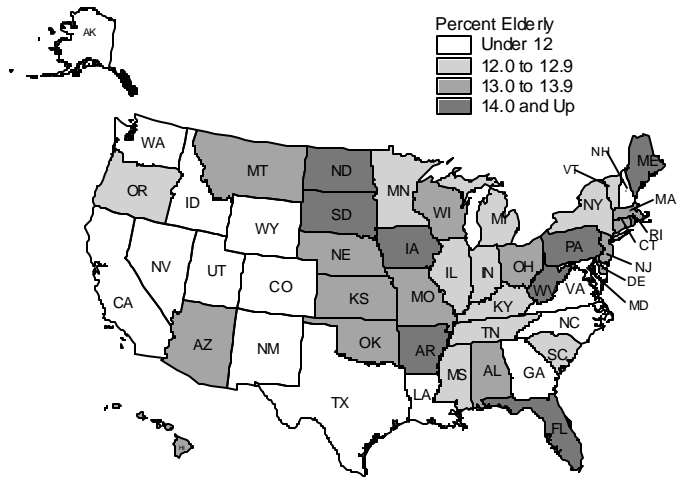 Percent Elderly
Under 12
12.0 to 12.9
13.0 to 13.9
14.0 and Up
AK
WA
OR
ID
MT
ND
MN
WY
SD
WI
MI
NY
VT
NH
ME
MA
RI
CT
NJ
DE
MD
PA
NV
UT
CO
NE
IA
IL
IN
OH
WV
VA
CA
KS
MO
KY
NC
TN
AZ
NM
OK
AR
SC
MS
AL
GA
TX
LA
FL
HI